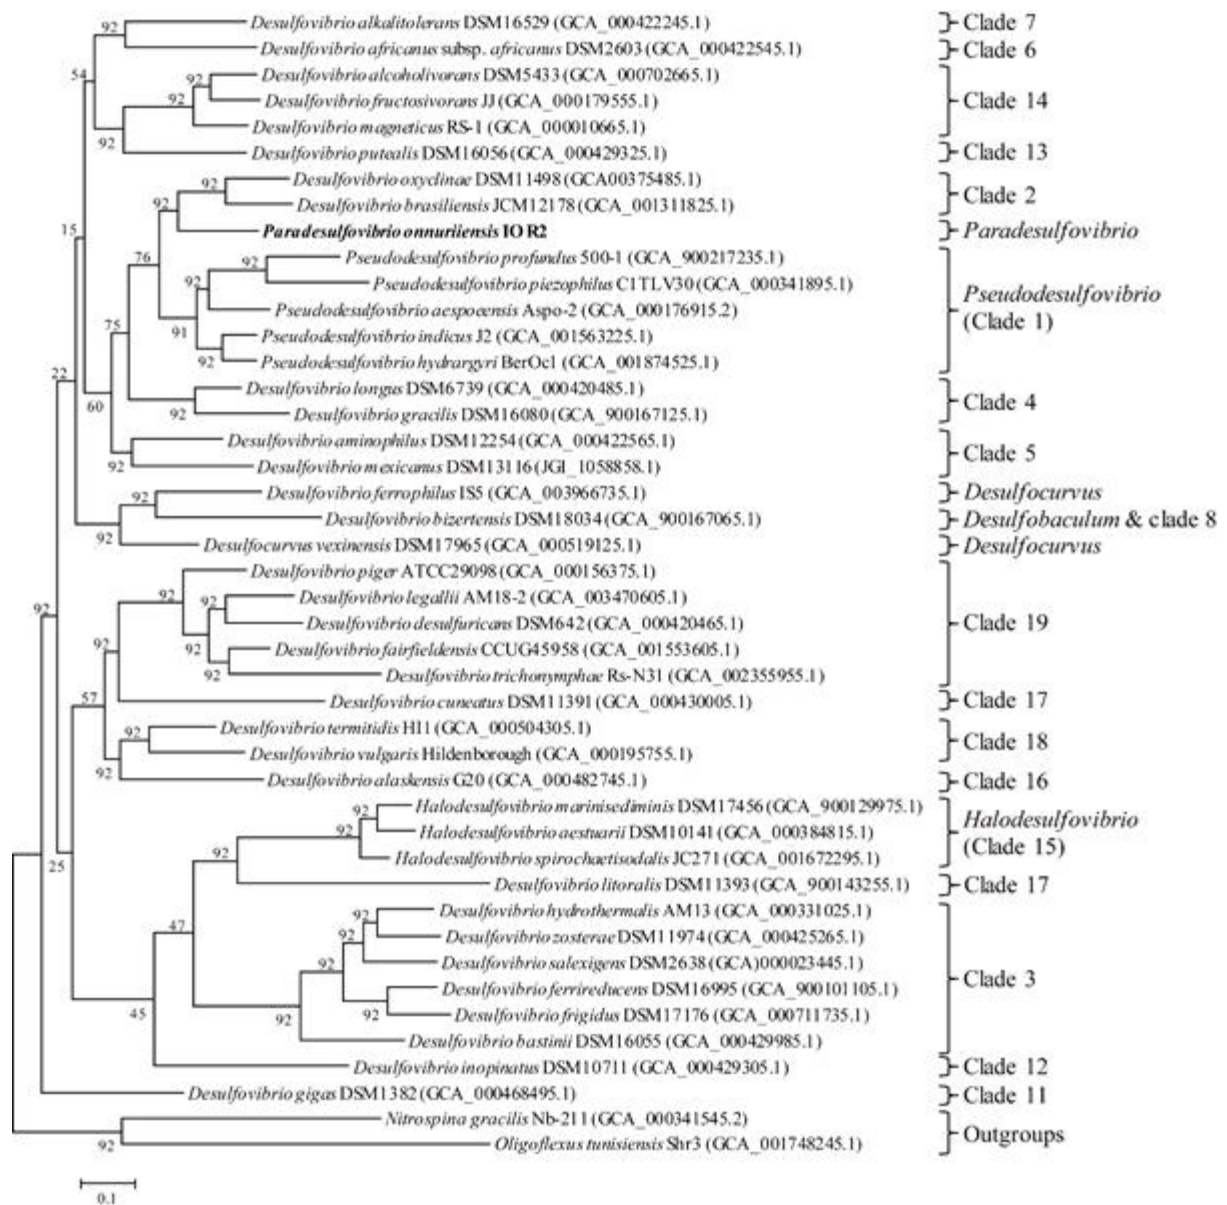 92 Desulfovibrio alkalitolerans DSM16529 (GCA_000422245.1) Clade 7
Desulfovibrio africanus subsp. africanus DSM2603 (GCA_000422545.1) Clade 6
54 92 Desulfovibrio alcoholivorans DSM5433 (GCA_000702665.1)
92 Desulfovibrio fructosivorans JJ (GCA_000179555.1) Clade 14
Desulfovibrio magneticus RS-1 (GCA_000010665.1)
92 Desulfovibrio putealis DSM16056 (GCA_000429325.1) Clade 13
92 Desulfovibrio oxyclinae DSM11498 (GCA00375485.1)
92 Desulfovibrio brasiliensis JCM12178 (GCA_001311825.1) Clade 2
15 Paradesulfovibrio onnuriiensis IO R2 Paradesulfovibrio
76 92 Pseudodesulfovibrio profundus 500-1 (GCA_900217235.1)
92 Pseudodesulfovibrio piezophilus C1TLV30 (GCA_000341895.1) Pseudodesulfovibrio
Pseudodesulfovibrio aespoeensis Aspo-2 (GCA_000176915.2) (Clade 1)
75 91 Pseudodesulfovibrio indicus J2 (GCA_001563225.1)
92 Pseudodesulfovibrio hydrargyri BerOc1 (GCA_001874525.1)
22 Desulfovibrio longus DSM6739 (GCA_000420485.1) Clade 4
60 92 Desulfovibrio gracilis DSM16080 (GCA_900167125.1)
Desulfovibrio aminophilus DSM12254 (GCA_000422565.1) Clade 5
92 Desulfovibrio mexicanus DSM13116 (JGI_1058858.1)
92 Desulfovibrio ferrophilus IS5 (GCA_003966735.1) Desulfocurvus
Desulfovibrio bizertensis DSM18034 (GCA_900167065.1) Desulfobaculum & clade 8
92 Desulfocurvus vexinensis DSM17965 (GCA_000519125.1) Desulfocurvus
Desulfovibrio piger ATCC29098 (GCA_000156375.1)
92 92 Desulfovibrio legallii AM18-2 (GCA_003470605.1)
92 Desulfovibrio desulfuricans DSM642 (GCA_000420465.1) Clade 19
92 Desulfovibrio fairfieldensis CCUG45958 (GCA_001553605.1)
92 92 Desulfovibrio trichonymphae Rs-N31 (GCA_002355955.1)
57 Desulfovibrio cuneatus DSM11391 (GCA_000430005.1) Clade 17
92 Desulfovibrio termitidis HI1 (GCA_000504305.1)
Desulfovibrio vulgaris Hildenborough (GCA_000195755.1) Clade 18
92 Desulfovibrio alaskensis G20 (GCA_000482745.1) Clade 16
92 Halodesulfovibrio marinisediminis DSM17456 (GCA_900129975.1) Halodesulfovibrio
92 Halodesulfovibrio aestuarii DSM10141 (GCA_000384815.1) (Clade 15)
25 92 Halodesulfovibrio spirochaetisodalis JC271 (GCA_001672295.1)
Desulfovibrio litoralis DSM11393 (GCA_900143255.1) Clade 17
47 92 Desulfovibrio hydrothermalis AM13 (GCA_000331025.1)
92 Desulfovibrio zosterae DSM11974 (GCA_000425265.1)
92 Desulfovibrio salexigens DSM2638 (GCA)000023445.1) Clade 3
Desulfovibrio ferrireducens DSM16995 (GCA_900101105.1)
45 92 92 Desulfovibrio frigidus DSM17176 (GCA_000711735.1)
Desulfovibrio bastinii DSM16055 (GCA_000429985.1)
Desulfovibrio inopinatus DSM10711 (GCA_000429305.1) Clade 12
Desulfovibrio gigas DSM1382 (GCA_000468495.1) Clade 11
Nitrospina gracilis Nb-211 (GCA_000341545.2)
92 Oligoflexus tunisiensis Shr3 (GCA_001748245.1) Outgroups
0.1